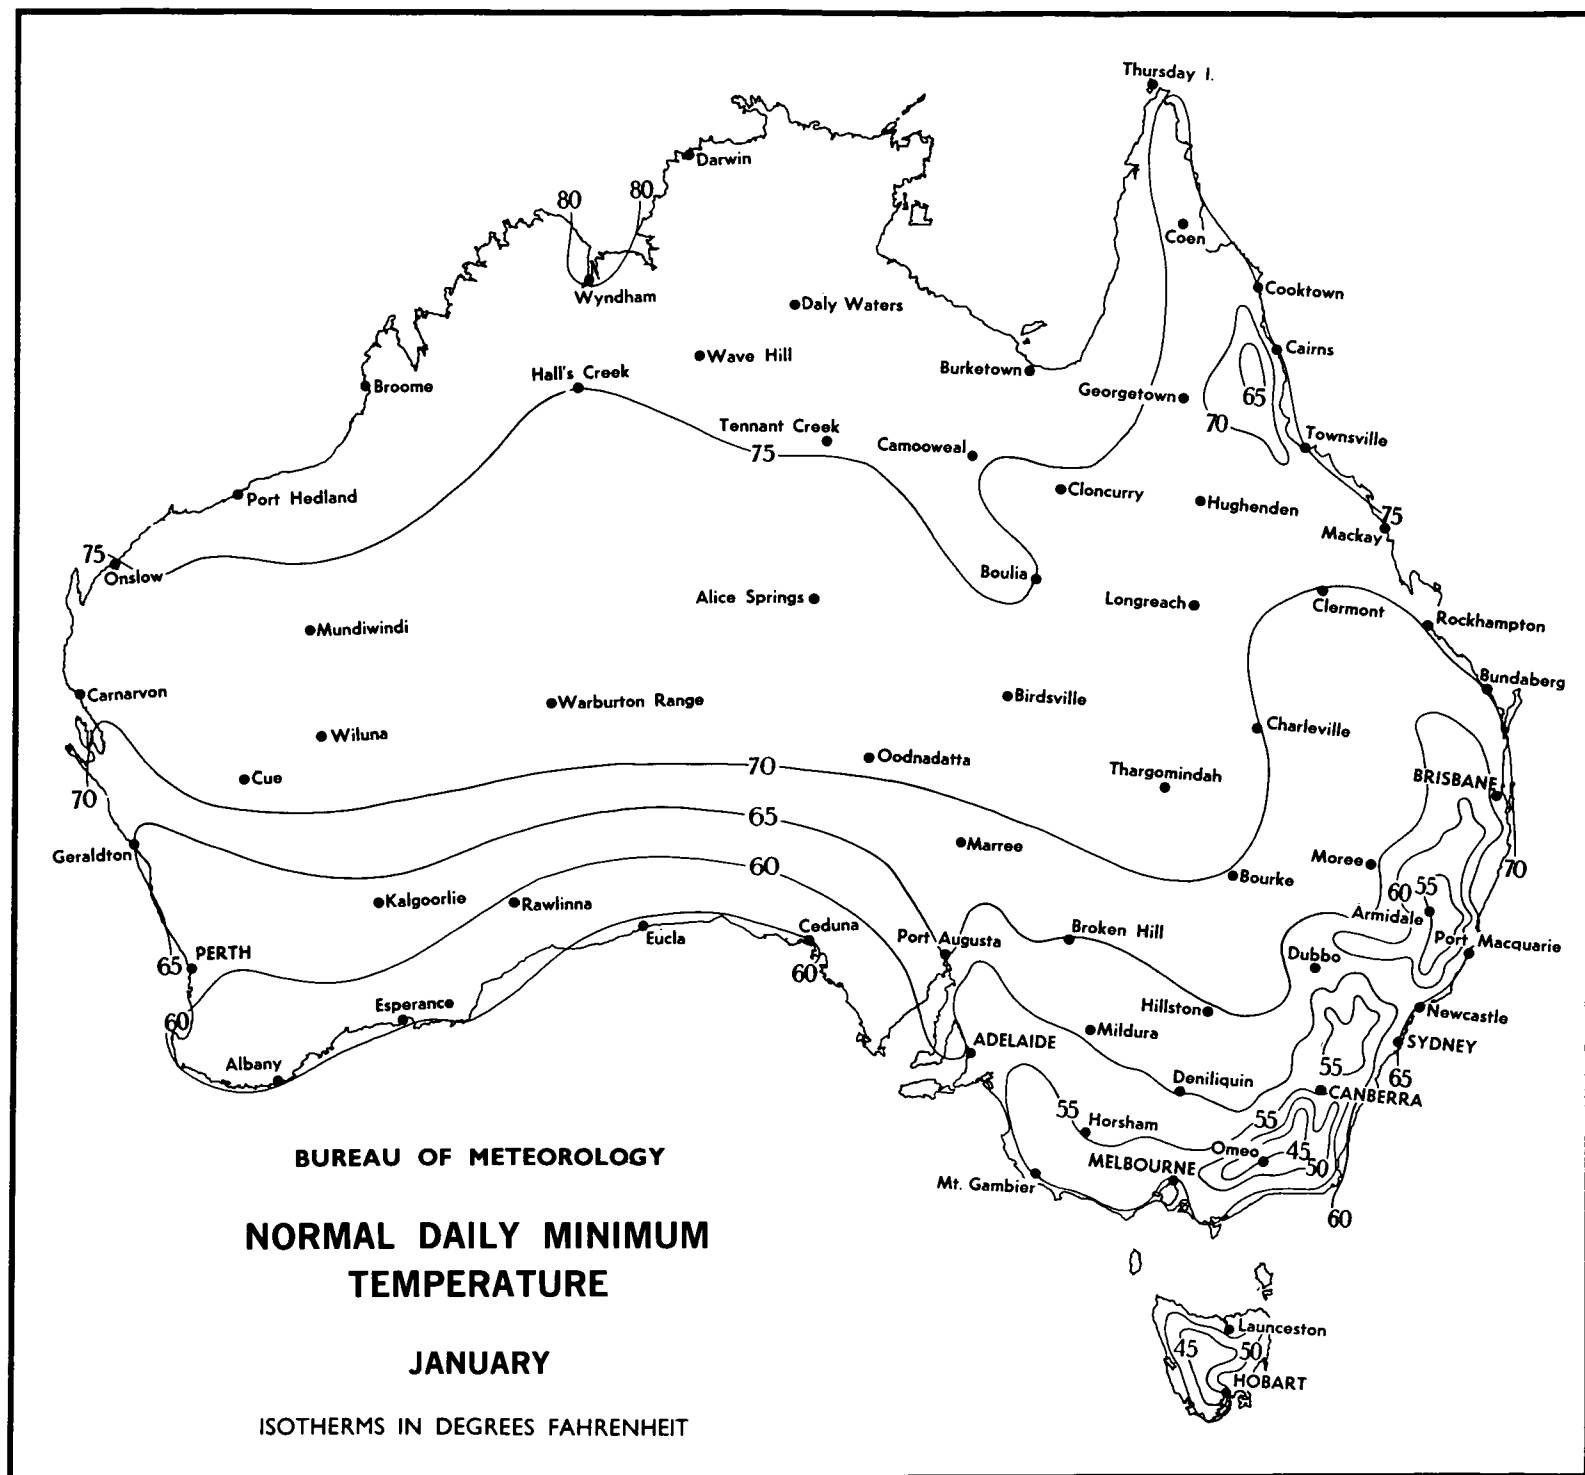 Thursday I.
Darwin
80
80
Coen
Wyndham
Cooktown
Daly Waters
Cairns
Wave Hill
Burketown
Hall's Creek
Broome
Georgetown
65
70
Tennant Creek
Townsville
Camooweal
75
Cloncurry
Port Hedland
Hughenden
75
Mackay
75
Onslow
Boulia
Alice Springs
Longreach
Clermont
Rockhampton
Mundiwindi
Bundaberg
Carnarvon
Warburton Range
Birdsville
Charleville
Wiluna
Oodnadatta
70
Thargomindah
Cue
BRISBANE
70
65
Marree
Geraldton
Moree
60
70
Bourke
60
55
Kalgoorlie
Rawlinna
Armidale
Ceduna
Broken Hill
Eucla
Port Augusta
Port Macquarie
PERTH
65
Dubbo
60
Esperance
Hillston
Newcastle
60
Mildura
ADELAIDE
SYDNEY
Albany
55
65
Deniliquin
CANBERRA
55
55
Horsham
Omeo
45
50
MELBOURNE
Mt. Gambier
60
BUREAU OF METEOROLOGY
NORMAL DAILY MINIMUM
TEMPERATURE
JANUARY
ISOTHERMS IN DEGREES FAHRENHEIT
Launceston
45
50
HOBART